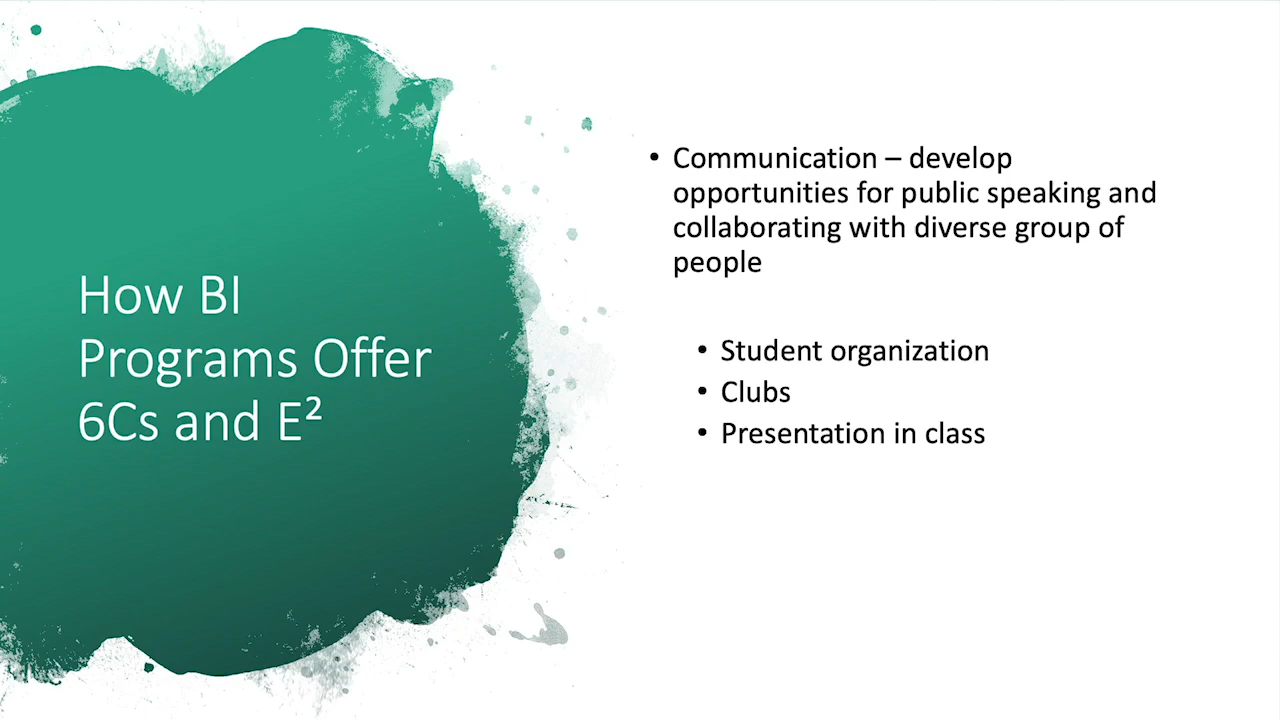 How BI
Programs Offer
6Cs and E²
• Communication – develop
opportunities for public speaking and
collaborating with diverse group of
people
• Student organization
• Clubs
• Presentation in class